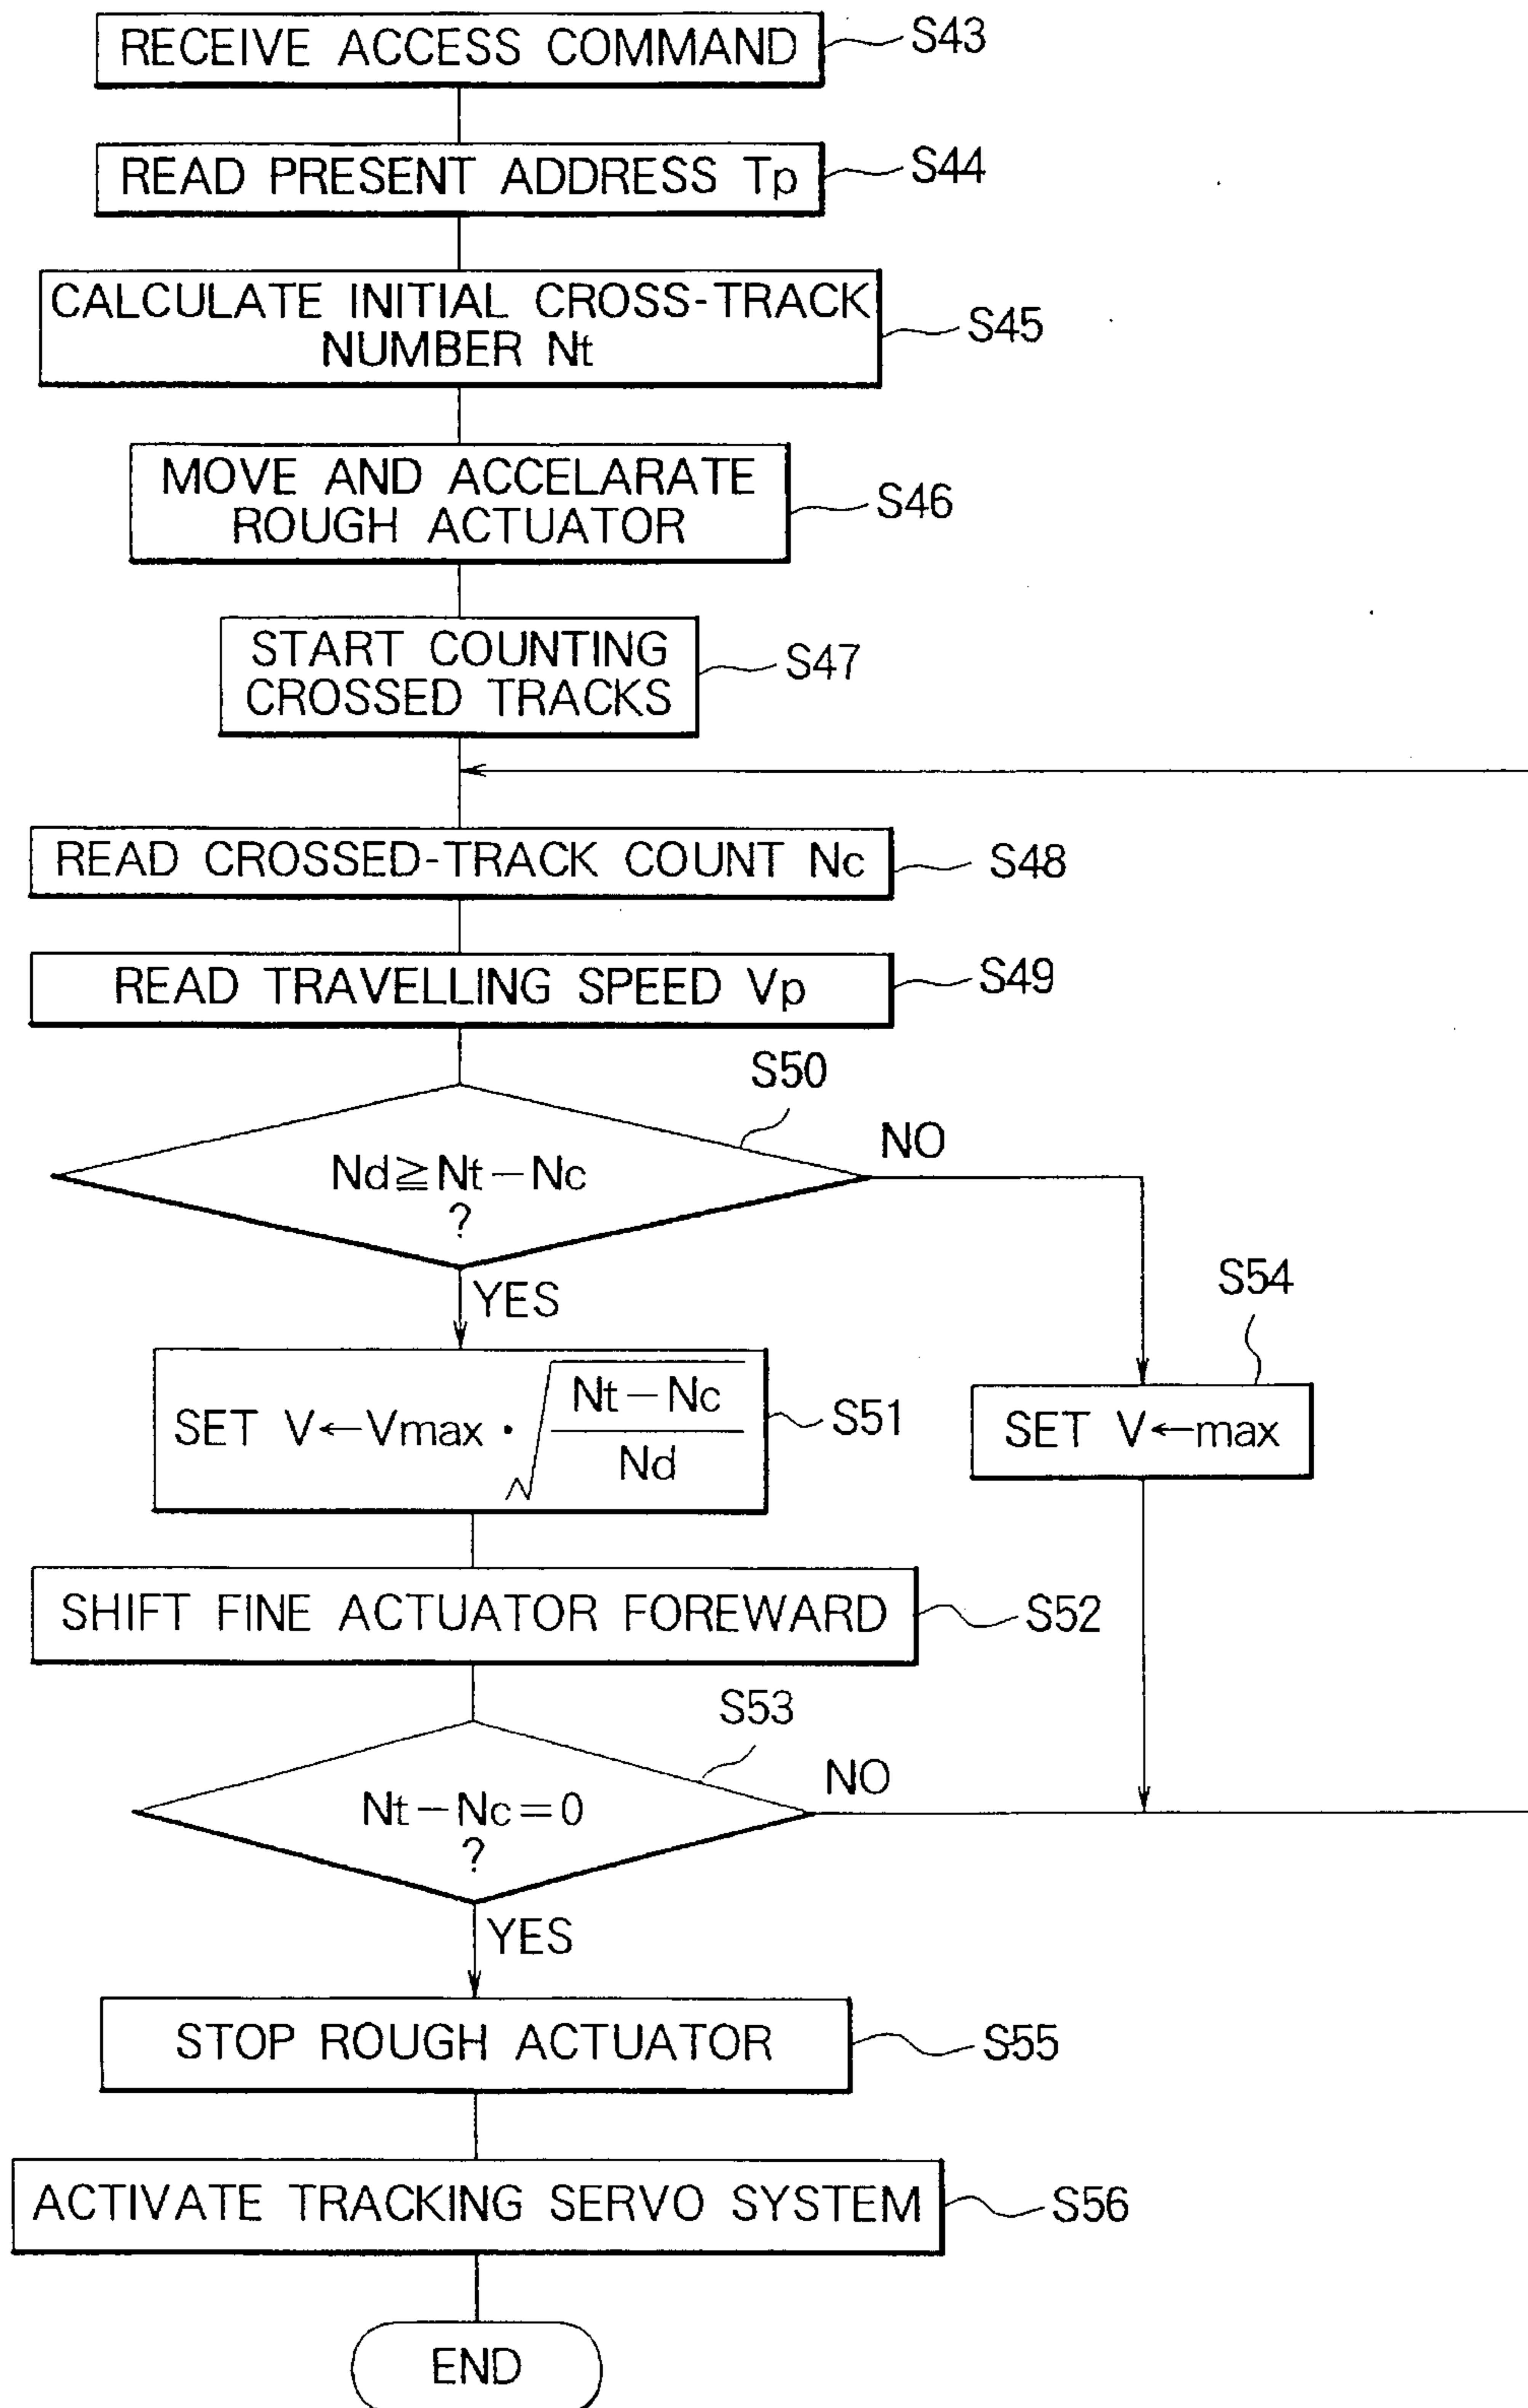 RECEIVE ACCESS COMMAND
S43
READ PRESENT ADDRESS Tp
S44
CALCULATE INITIAL CROSS-TRACK
NUMBER Nt
S45
MOVE AND ACCELARATE
ROUGH ACTUATOR
S46
START COUNTING
CROSSED TRACKS
S47
READ CROSSED-TRACK COUNT Nc
S48
READ TRAVELLING SPEED Vp
S49
S50
NO
Nd≧Nt－Nc
?
YES
S54
SET V←Vmax・√
Nt－Nc
Nd
S51
SET V←max
SHIFT FINE ACTUATOR FOREWARD
S52
S53
NO
Nt－Nc=0
?
YES
STOP ROUGH ACTUATOR
S55
ACTIVATE TRACKING SERVO SYSTEM
S56
END